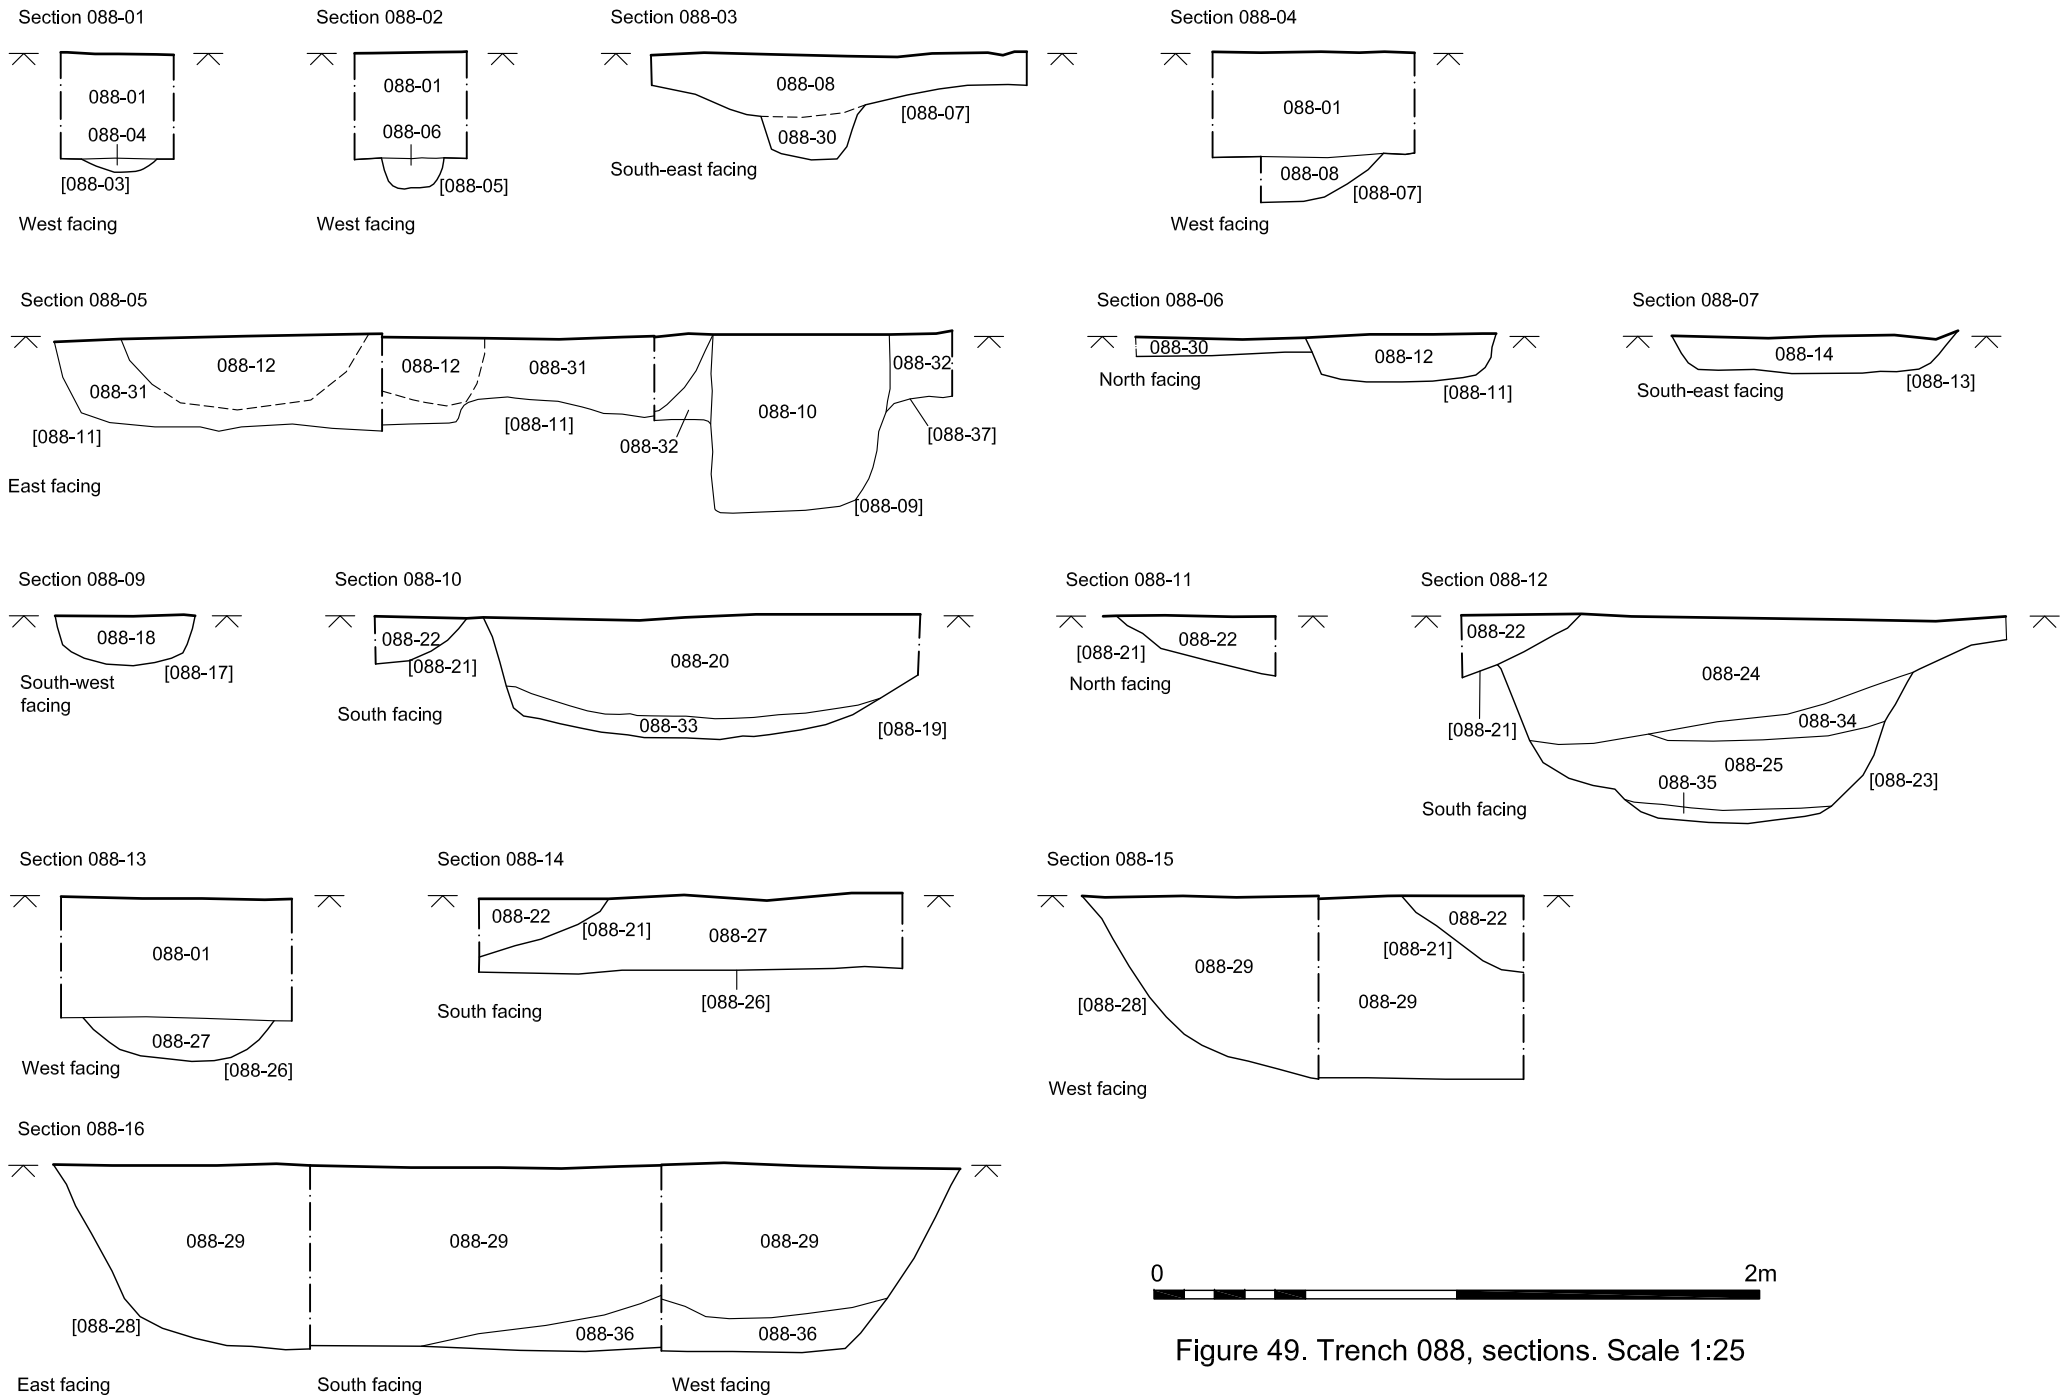 Section 088-01
088-01
088-04
[088-03]
West facing
Section 088-02
088-01
088-06
[088-05]
West facing
Section 088-03
088-08
088-30
[088-07]
South-east facing
Section 088-04
088-01
088-08
[088-07]
West facing
Section 088-05
088-12
088-31
[088-11]
088-12
088-31
[088-11]
088-32
088-10
088-32
[088-37]
[088-09]
East facing
Section 088-06
088-30
088-12
[088-11]
North facing
Section 088-07
088-14
[088-13]
South-east facing
Section 088-09
088-18
[088-17]
South-west
facing
Section 088-10
088-22
[088-21]
088-20
088-33
[088-19]
South facing
Section 088-11
088-22
[088-21]
North facing
Section 088-12
088-22
[088-21]
088-24
088-34
088-25
088-35
[088-23]
South facing
Section 088-13
088-01
088-27
[088-26]
West facing
Section 088-14
088-22
[088-21]
088-27
[088-26]
South facing
Section 088-15
088-29
[088-28]
088-22
[088-21]
088-29
West facing
Section 088-16
088-29
088-29
088-29
[088-28]
088-36
088-36
East facing
South facing
West facing
0
2m
Figure 49. Trench 088, sections. Scale 1:25